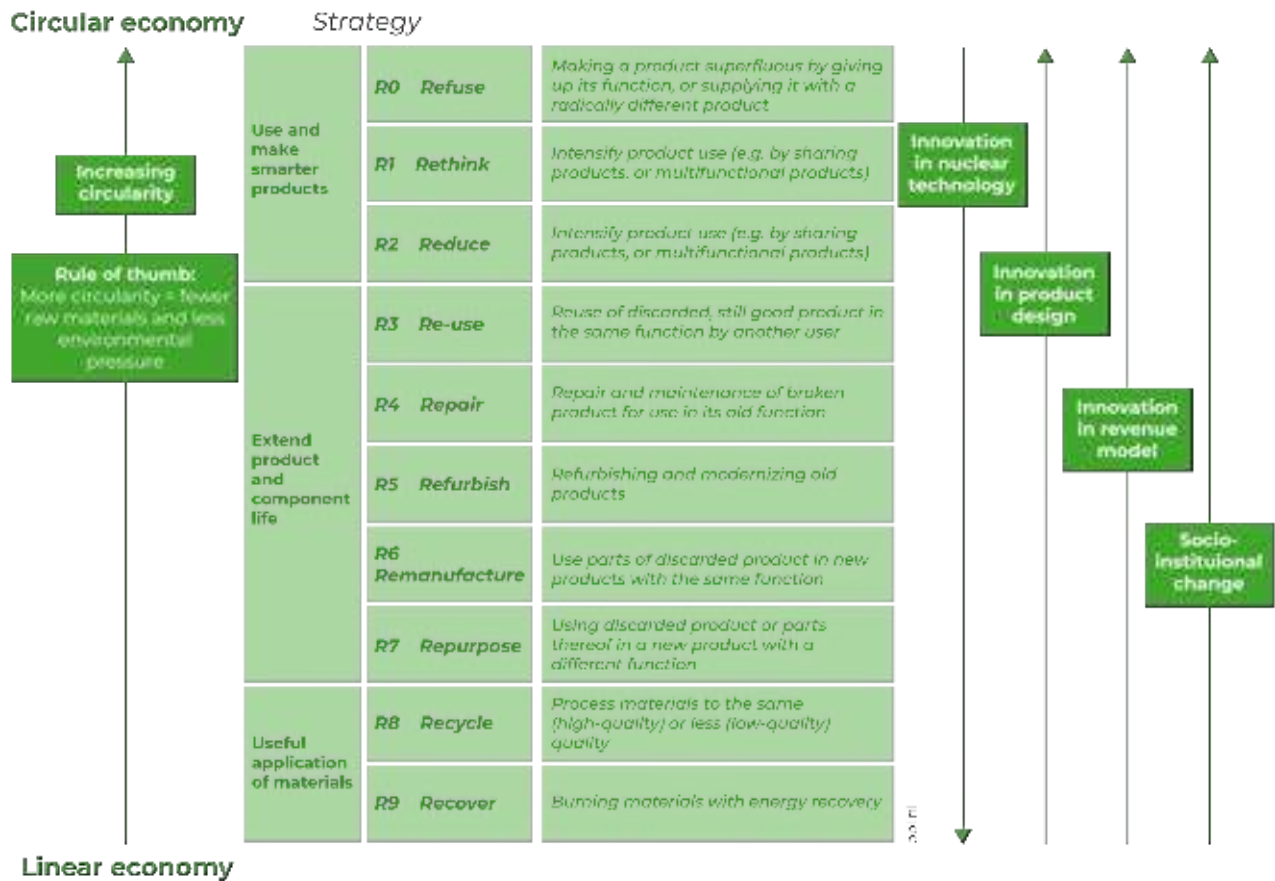 Circular economy
Strategy
Increasing
circularity
Rule of thumb:
More circularity = fewer
raw materials and less
environmental
pressure
Linear economy
Use and
make
smarter
products
R0 Refuse
Making a product superfluous by giving
up its function, or supplying it with a
radically different product
R1 Rethink
Intensify product use (e.g. by sharing
products. or multifunctional products)
R2 Reduce
Intensify product use (e.g. by sharing
products, or multifunctional products)
Extend
product
and
component
life
R3 Re-use
Reuse of discarded, still good product in
the same function by another user
R4 Repair
Repair and maintenance of broken
product for use in its old function
R5 Refurbish
Refurbishing and modernizing old
products
R6
Remanufacture
Use parts of discarded product in new
products with the same function
R7 Repurpose
Using discarded product or parts
thereof in a new product with a
different function
Useful
application
of materials
R8 Recycle
Process materials to the same
(high-quality) or less (low-quality)
quality
R9 Recover
Burning materials with energy recovery
Innovation
in nuclear
technology
Innovation
in product
design
Innovation
in revenue
model
Socio-
instituional
change